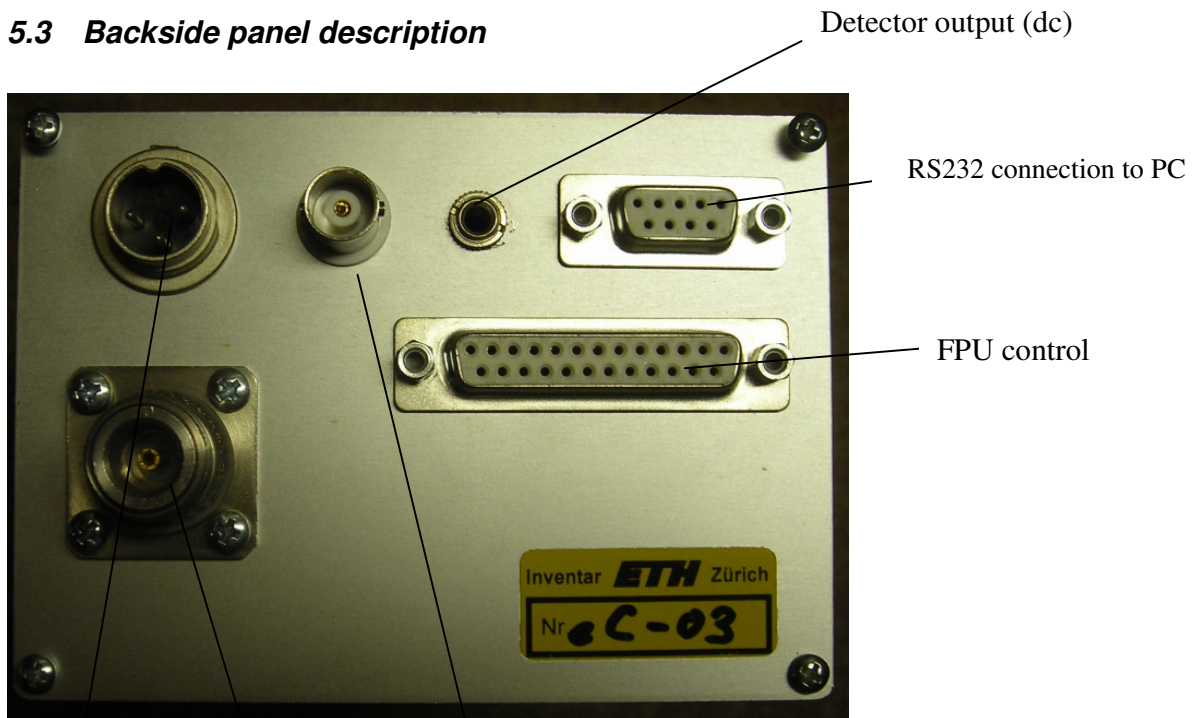 5.3 Backside panel description
Detector output (dc)
RS232 connection to PC
FPU control
Inventar ETH Zürich
Nr eC-03